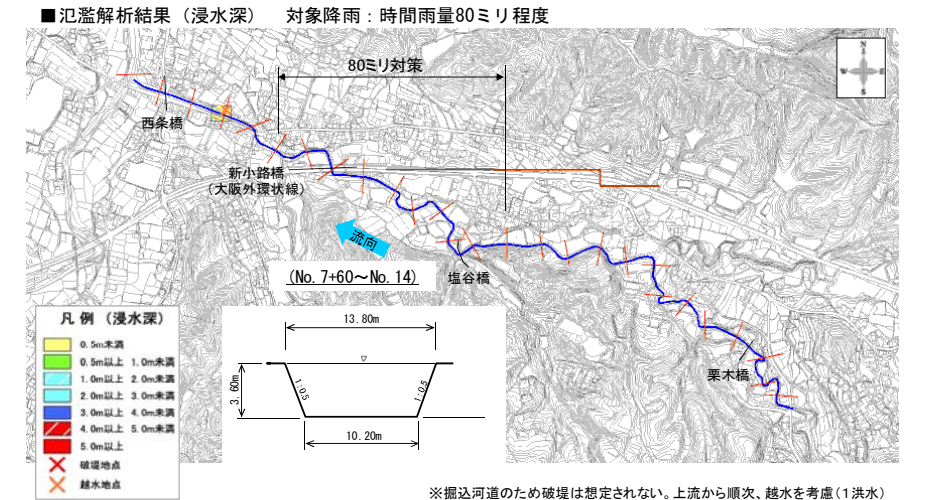 ■氾濫解析結果（浸水深）　対象降雨：時間雨量80ミリ程度
80ミリ対策
N
W
E
S
西条橋
新小路橋
（大阪外環状線）
流向
塩谷橋
(No. 7+60～No. 14)
栗木橋
凡 例 （浸水深）
0.5m未満
0.5m以上 1.0m未満
1.0m以上 2.0m未満
2.0m以上 3.0m未満
3.0m以上 4.0m未満
4.0m以上 5.0m未満
5.0m以上
破堤地点
越水地点
13.80m
3.60m
1:0.5
1:0.5
10.20m
※掘込河道のため破堤は想定されない。上流から順次、越水を考慮（１洪水）